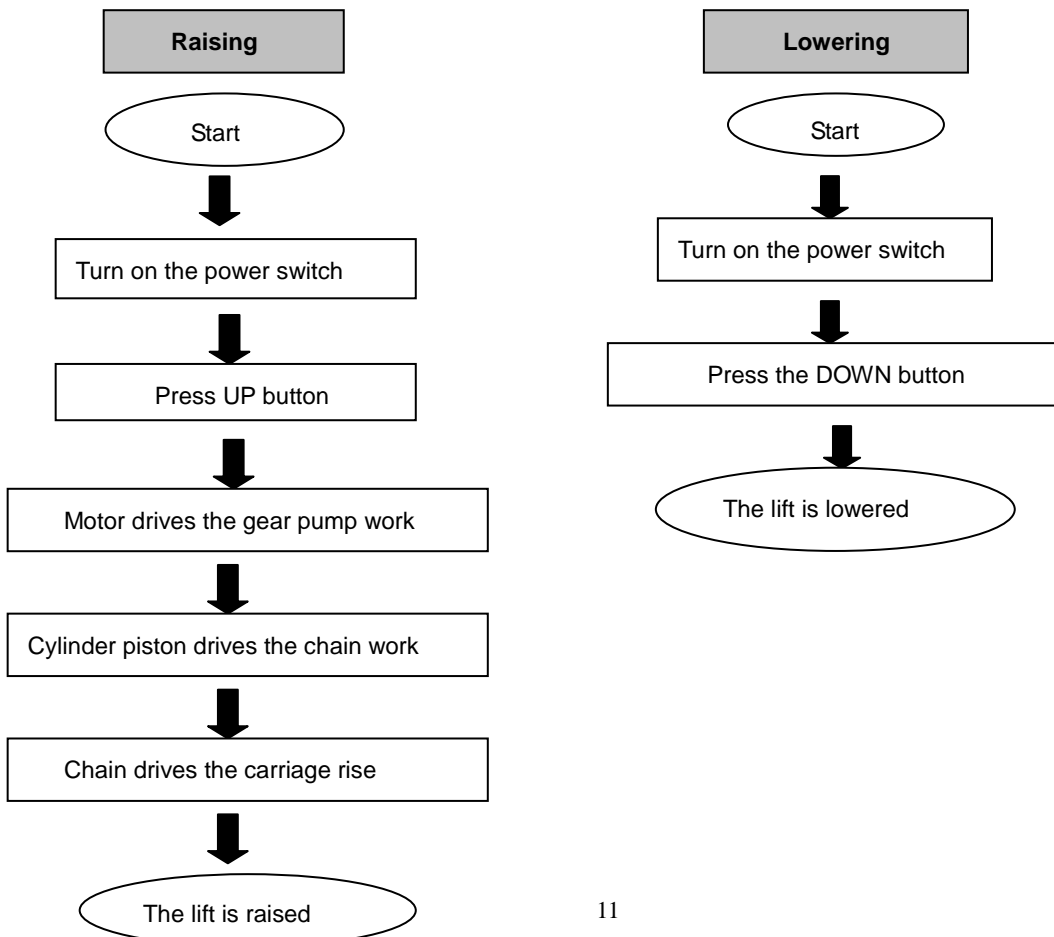 Raising
Start
Turn on the power switch
Press UP button
Motor drives the gear pump work
Cylinder piston drives the chain work
Chain drives the carriage rise
The lift is raised
Lowering
Start
Turn on the power switch
Press the DOWN button
The lift is lowered
11